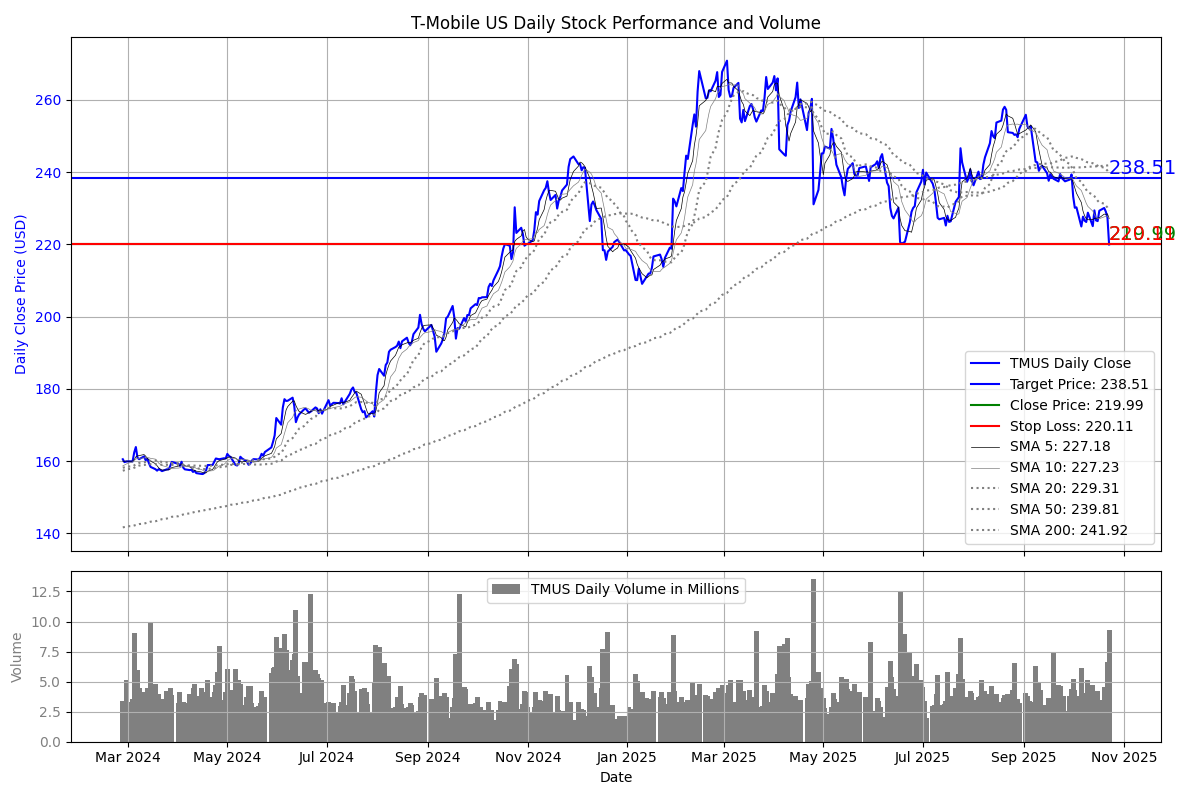 T-Mobile US Daily Stock Performance and Volume
Daily Close Price (USD)
260
240
220
200
180
160
140
238.51
219.99
220.11
TMUS Daily Close
Target Price: 238.51
Close Price: 219.99
Stop Loss: 220.11
SMA 5: 227.18
SMA 10: 227.23
SMA 20: 229.31
SMA 50: 239.81
SMA 200: 241.92
Volume
12.5
10.0
7.5
5.0
2.5
0.0
TMUS Daily Volume in Millions
Mar 2024 May 2024 Jul 2024 Sep 2024 Nov 2024 Jan 2025 Mar 2025 May 2025 Jul 2025 Sep 2025 Nov 2025
Date